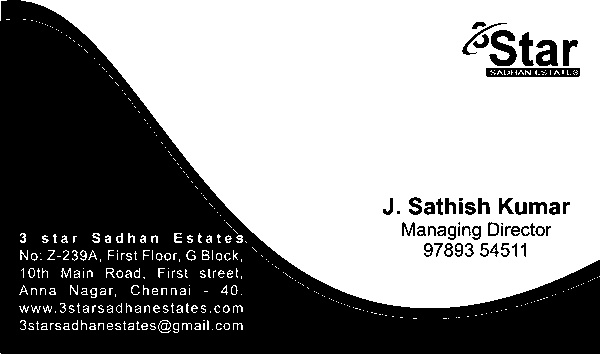 3Star
SADHAN ESTATES
J. Sathish Kumar
Managing Director
97893 54511
3 star Sadhan Estates
No: Z-239A, First Floor, G Block,
10th Main Road, First street,
Anna Nagar, Chennai - 40.
www.3starsadhanestates.com
3starsadhanestates@gmail.com